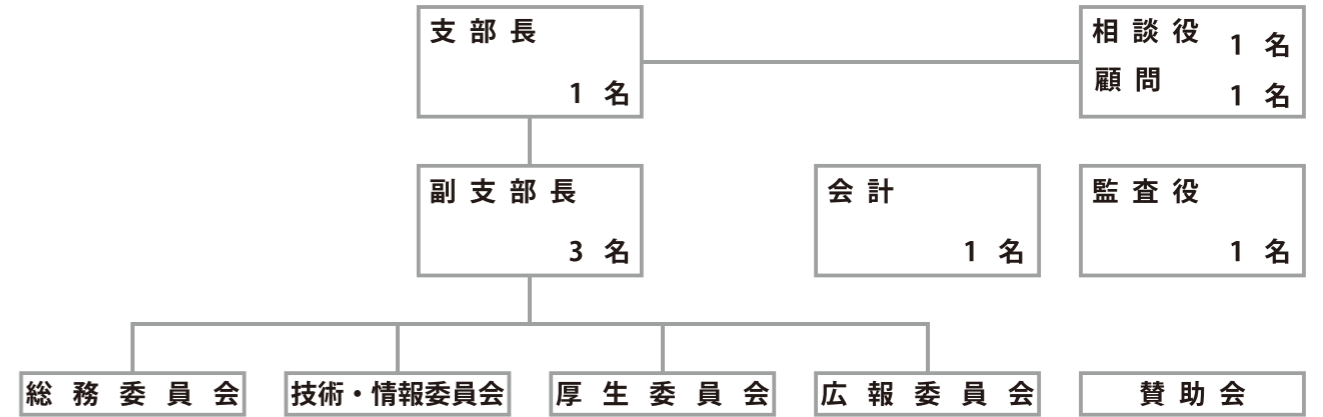 支部長
1 名
相談役 1 名
顧問 1 名
副支部長
3 名
会計
1 名
監査役
1 名
総務委員会
技術・情報委員会
厚生委員会
広報委員会
賛助会